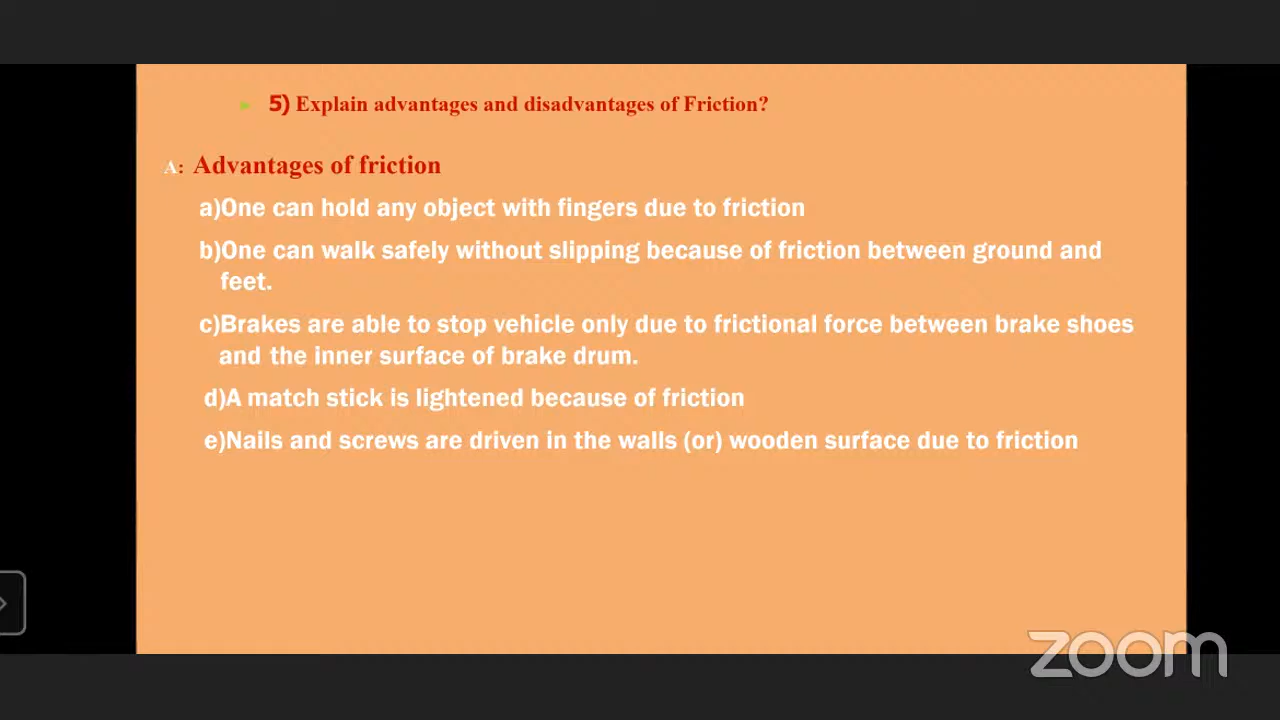 5) Explain advantages and disadvantages of Friction?
A: Advantages of friction
a)One can hold any object with fingers due to friction
b)One can walk safely without slipping because of friction between ground and
feet.
c)Brakes are able to stop vehicle only due to frictional force between brake shoes
and the inner surface of brake drum.
d)A match stick is lightened because of friction
e)Nails and screws are driven in the walls (or) wooden surface due to friction
zoom